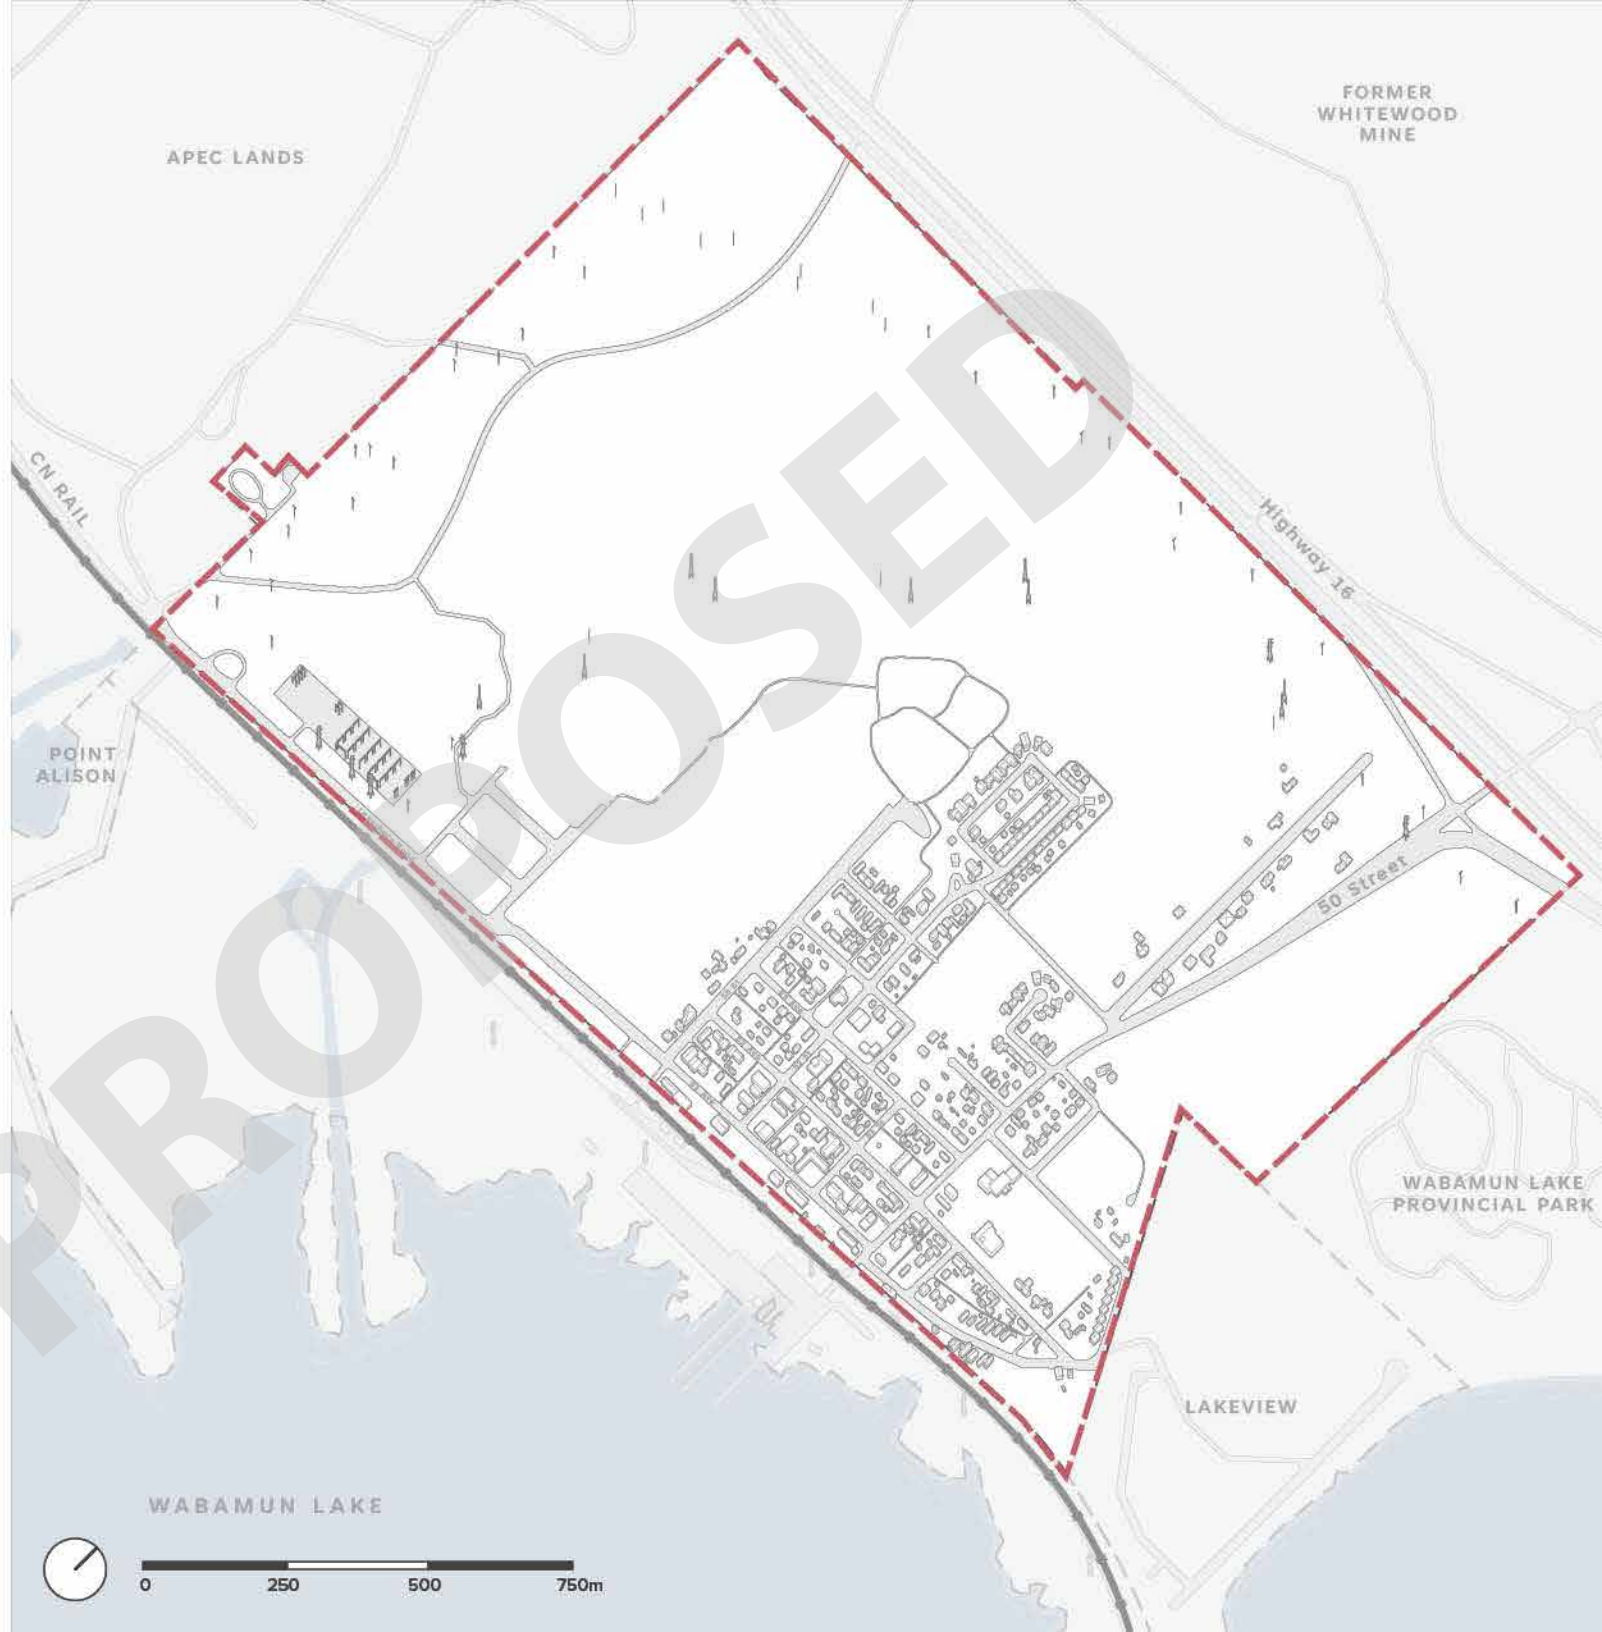 FORMER
WHITEWOOD
MINE
APEC LANDS
CN RAIL
Highway 16
POINT
ALISON
PROPOSED
50 Street
WABAMUN LAKE
PROVINCIAL PARK
LAKEVIEW
WABAMUN LAKE
0 250 500 750m